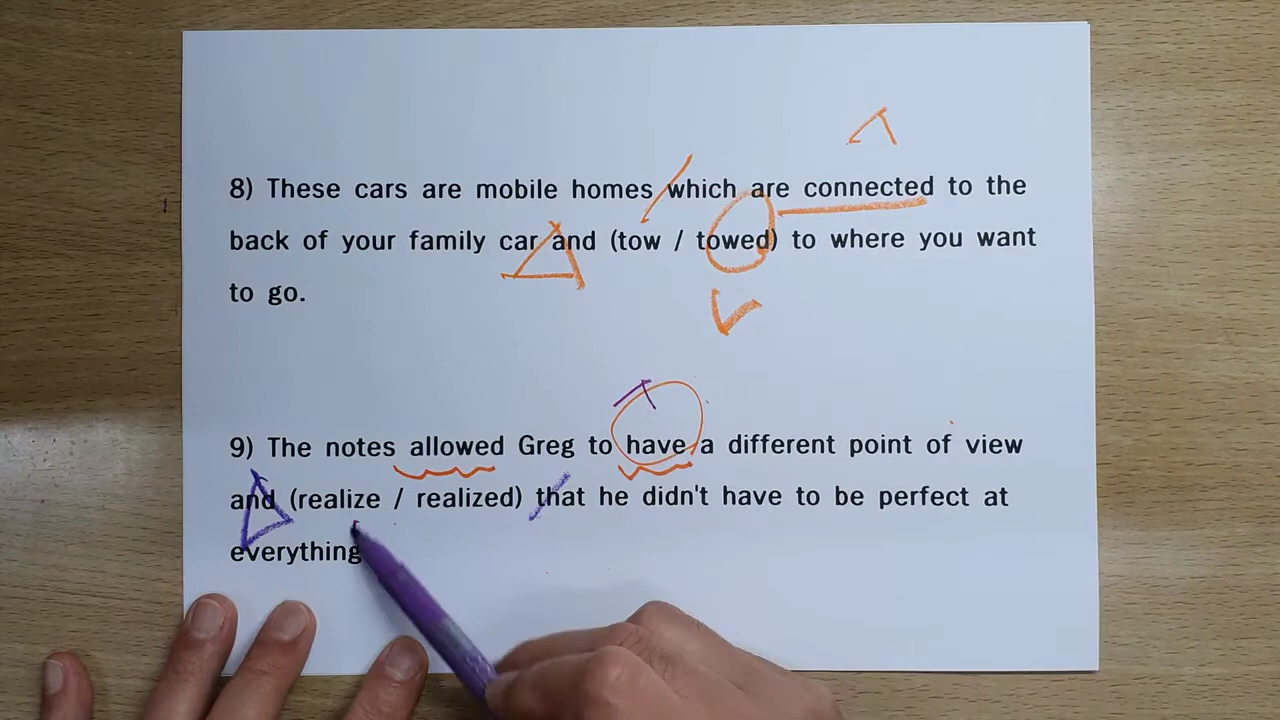 8) These cars are mobile homes which are connected to the
back of your family car and (tow / towed) to where you want
to go.
9) The notes allowed Greg to have a different point of view
and (realize / realized) that he didn't have to be perfect at
everything